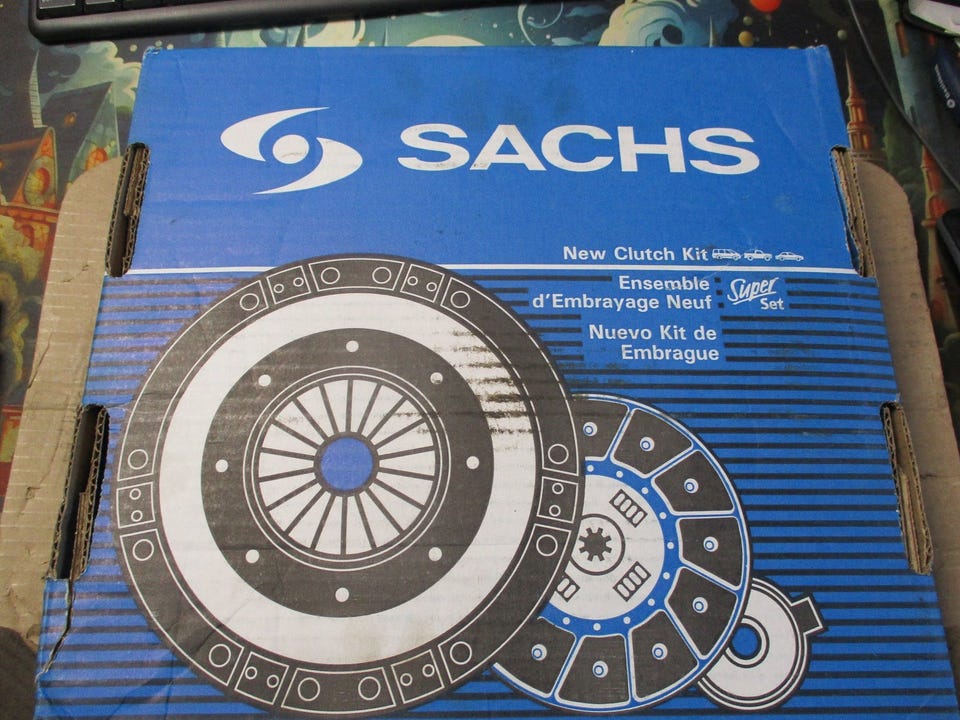 SACHS
New Clutch Kit
Ensemble
d'Embrayage Neuf
Super
Set
Nuevo Kit de
Embrague